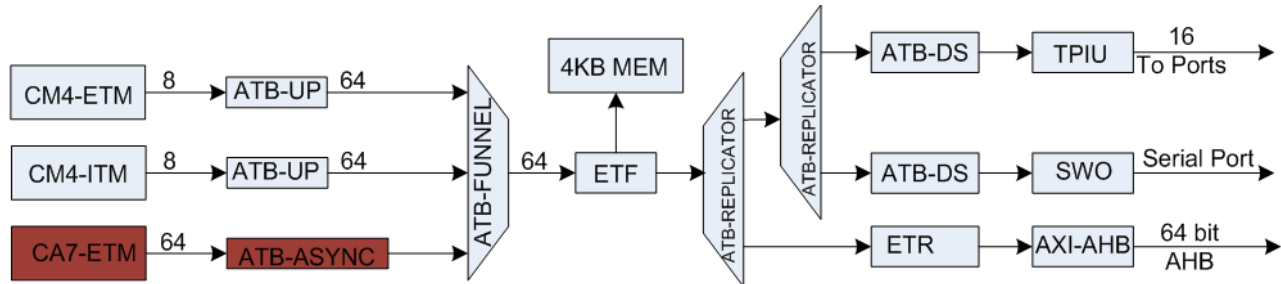 CM4-ETM
8
ATB-UP
64
CM4-ITM
8
ATB-UP
64
CA7-ETM
64
ATB-ASYNC
ATB-FUNNEL
64
4KB MEM
ETF
ATB-REPLICATOR
ATB-REPLICATOR
ATB-DS
TPIU
16
To Ports
ATB-DS
SWO
Serial Port
ETR
AXI-AHB
64 bit
AHB